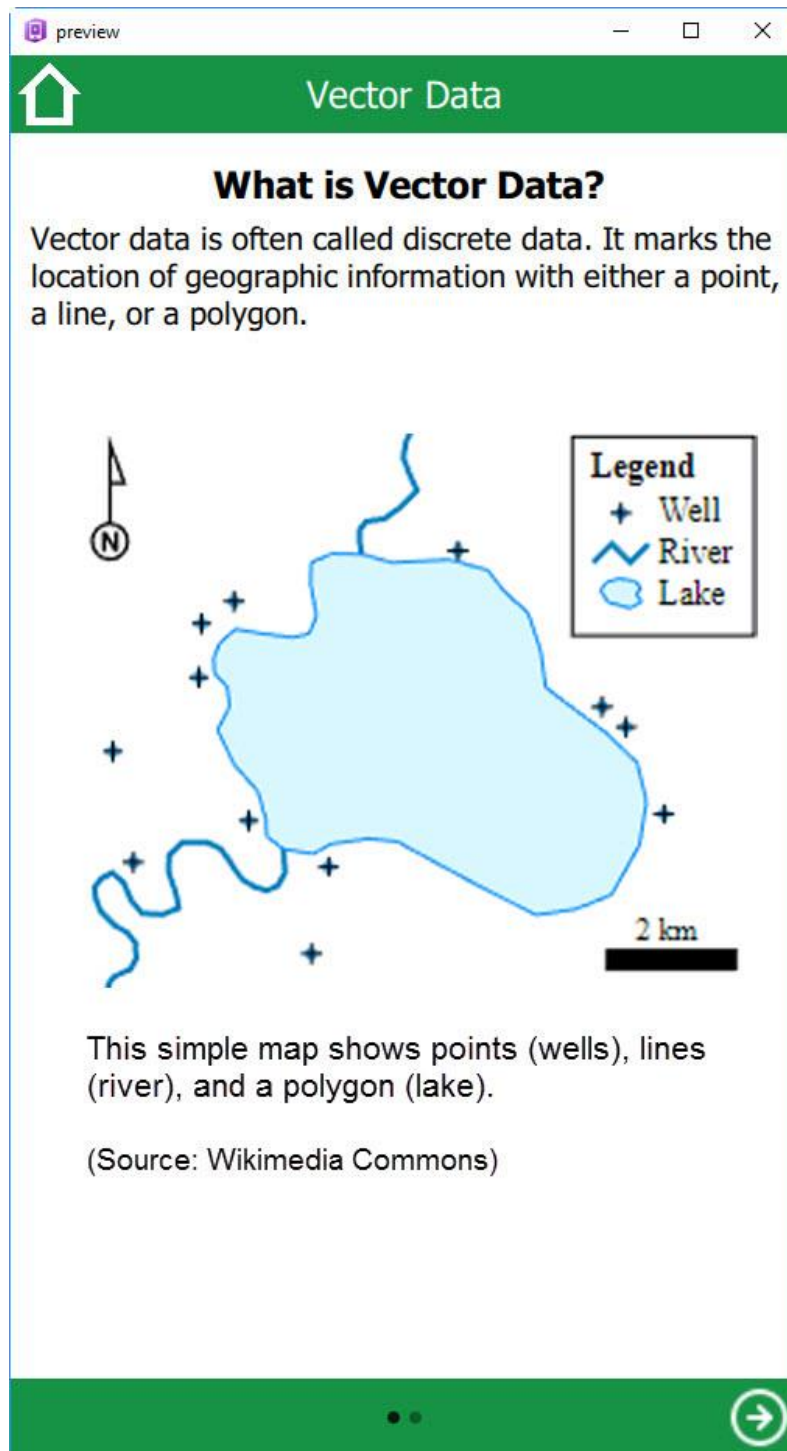 preview
Vector Data
What is Vector Data?
Vector data is often called discrete data. It marks the
location of geographic information with either a point,
a line, or a polygon.
N
Legend
Well
River
Lake
2 km
This simple map shows points (wells), lines
(river), and a polygon (lake).
(Source: Wikimedia Commons)